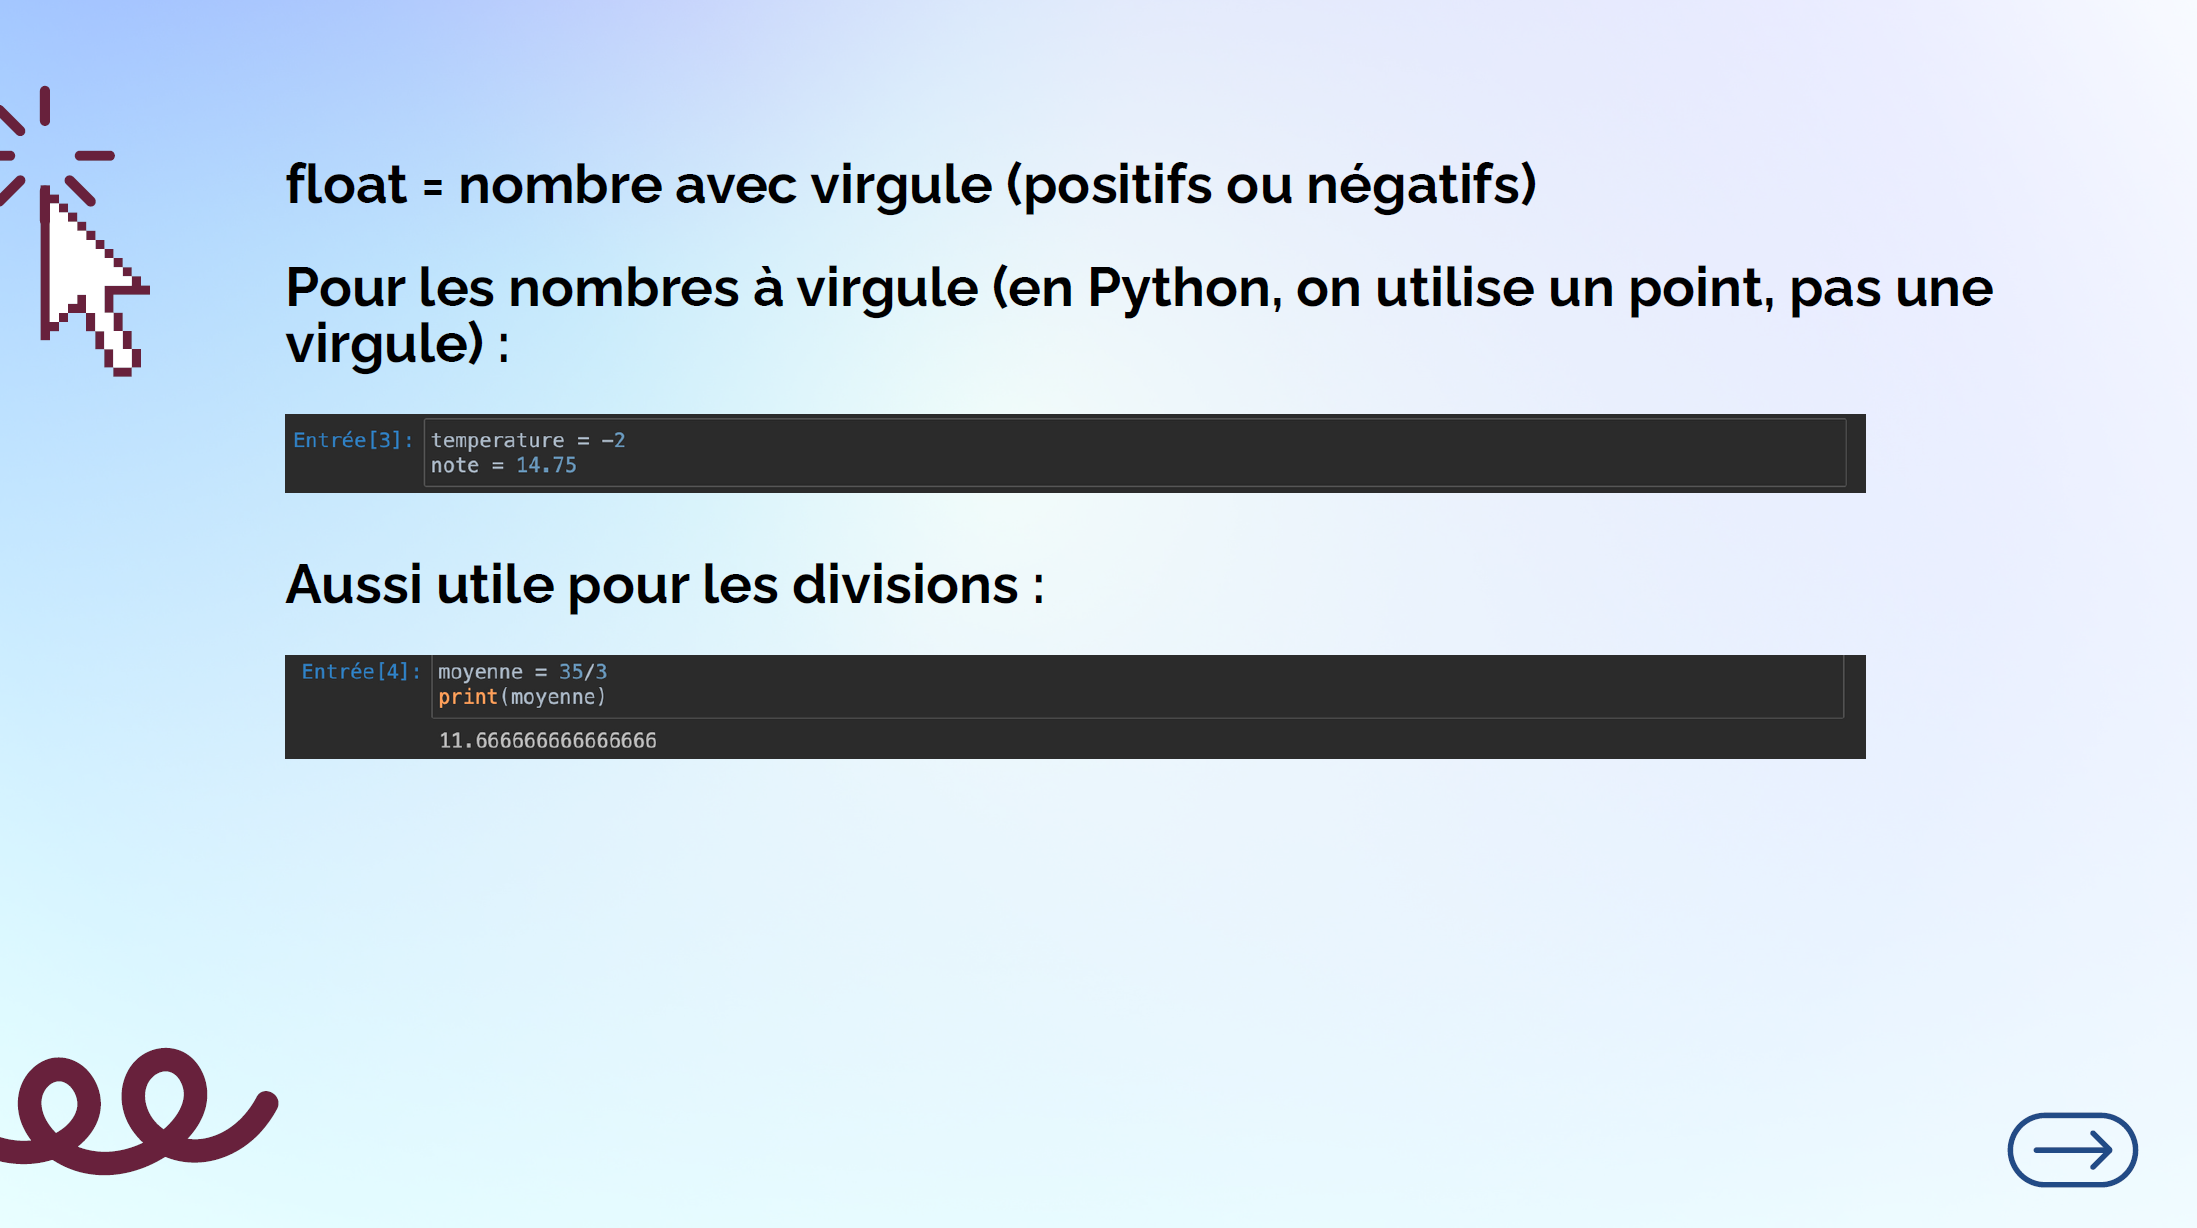 float = nombre avec virgule (positifs ou négatifs)
Pour les nombres à virgule (en Python, on utilise un point, pas une
virgule) :
Entrée[3]: temperature = -2
note = 14.75
Aussi utile pour les divisions :
Entrée[4]: moyenne = 35/3
print(moyenne)
11.666666666666666